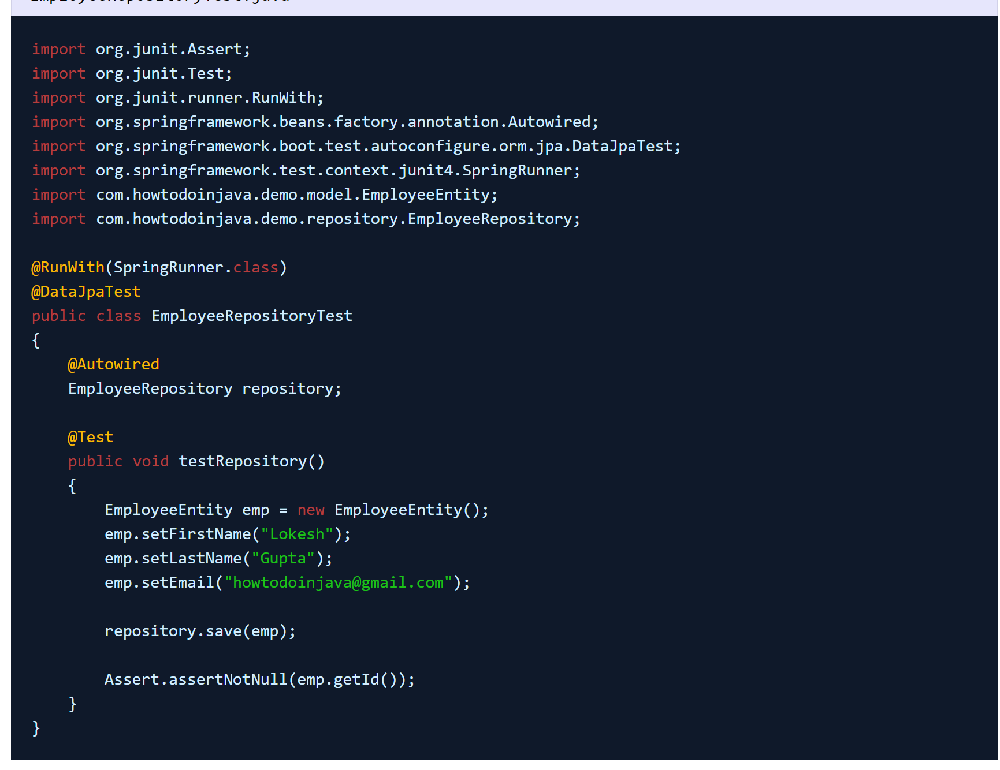 EmployeeRepositoryTest.java
import org.junit.Assert;
import org.junit.Test;
import org.junit.runner.RunWith;
import org.springframework.beans.factory.annotation.Autowired;
import org.springframework.boot.test.autoconfigure.orm.jpa.DataJpaTest;
import org.springframework.test.context.junit4.SpringRunner;
import com.howtodoinjava.demo.model.EmployeeEntity;
import com.howtodoinjava.demo.repository.EmployeeRepository;
@RunWith(SpringRunner.class)
@DataJpaTest
public class EmployeeRepositoryTest
{
@Autowired
EmployeeRepository repository;
@Test
public void testRepository()
{
EmployeeEntity emp = new EmployeeEntity();
emp.setFirstName("Lokesh");
emp.setLastName("Gupta");
emp.setEmail("howtodoinjava@gmail.com");
repository.save(emp);
Assert.assertNotNull(emp.getId());
}
}